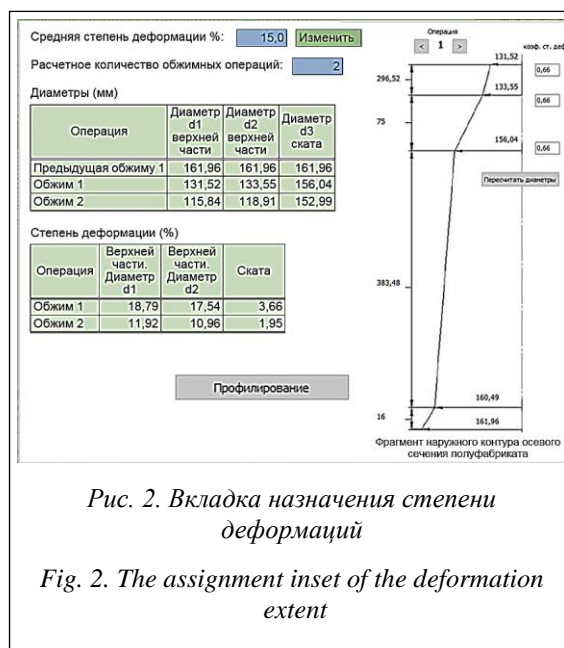 Средняя степень деформации %: 15,0 Изменить
Расчетное количество обжимных операций: 2
Диаметры (мм)
Операция Диаметр d1 верхней части Диаметр d2 верхней части Диаметр d3 ската
Предыдущая обжиму 1 161,96 161,96 161,96
Обжим 1 131,52 133,55 156,04
Обжим 2 115,84 118,91 152,99
Степень деформации (%)
Операция Верхней части. Диаметр d1 Верхней части. Диаметр d2 Ската
Обжим 1 18,79 17,54 3,66
Обжим 2 11,92 10,96 1,95
Профилирование
Операция
< 1 >
коэф. ст. деф
131,52
0,66
296,52
133,55
0,66
75
156,04
0,66
Пересчитать диаметры
383,48
160,49
16
161,96
Фрагмент наружного контура осевого
сечения полуфабриката
Рис. 2. Вкладка назначения степени
деформаций
Fig. 2. The assignment inset of the deformation
extent